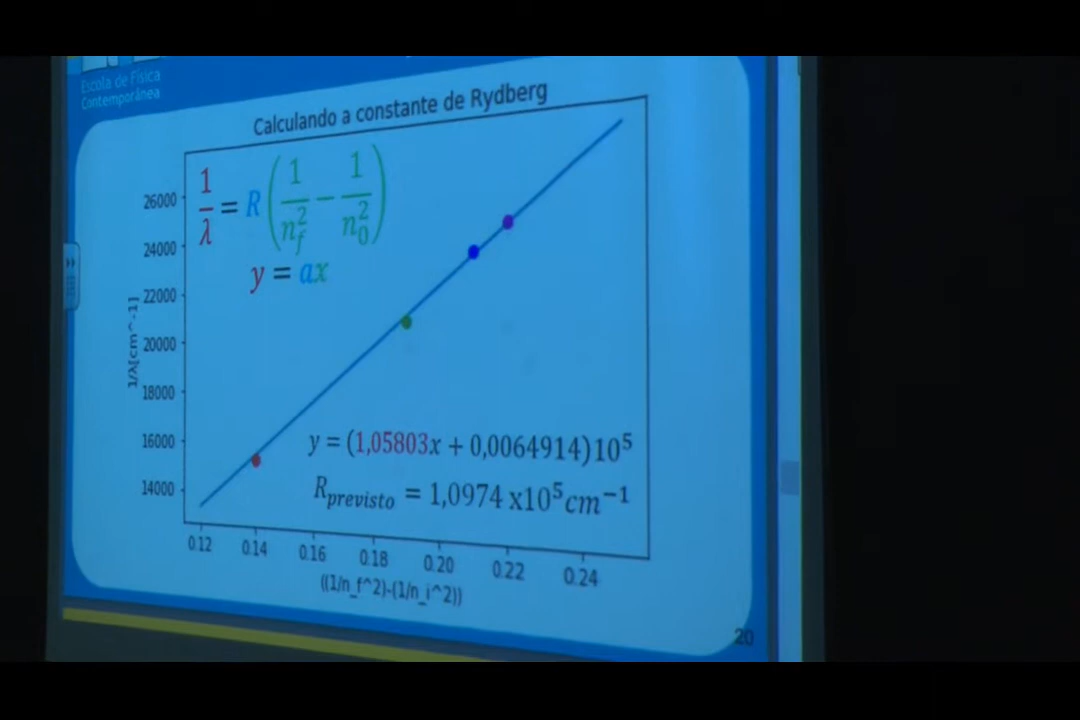 Escola de Física
Contemporânea
Calculando a constante de Rydberg
1/λ = R(1/n_f^2 − 1/n_0^2)
y = ax
26000
24000
22000
20000
18000
16000
14000
1/λ[cm^-1]
y = (1,05803x + 0,0064914)10^5
R_previsto = 1,0974 x10^5 cm^−1
0.12 0.14 0.16 0.18 0.20 0.22 0.24
((1/n_f^2)-(1/n_i^2))
20